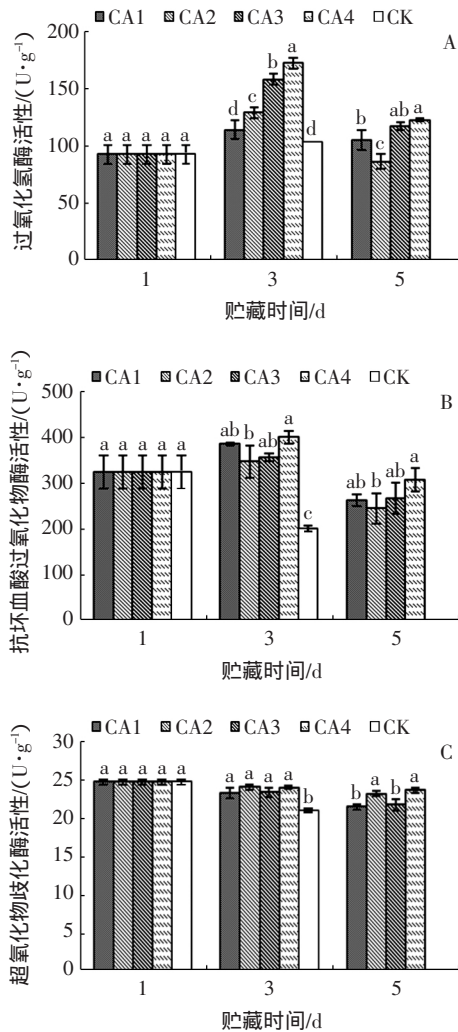 CA1 CA2 CA3 CA4 CK
A
过氧化氢酶活性/(U·g⁻¹)
200
150
100
50
0
a a a a a
d c b a d
b c ab a
1 3 5
贮藏时间/d
CA1 CA2 CA3 CA4 CK
B
抗坏血酸过氧化物酶活性/(U·g⁻¹)
500
400
300
200
100
0
a a a a a
ab b ab a c
ab b ab a
1 3 5
贮藏时间/d
CA1 CA2 CA3 CA4 CK
C
超氧化物歧化酶活性/(U·g⁻¹)
30
25
20
15
10
5
0
a a a a a
a a a a b
b a b a
1 3 5
贮藏时间/d